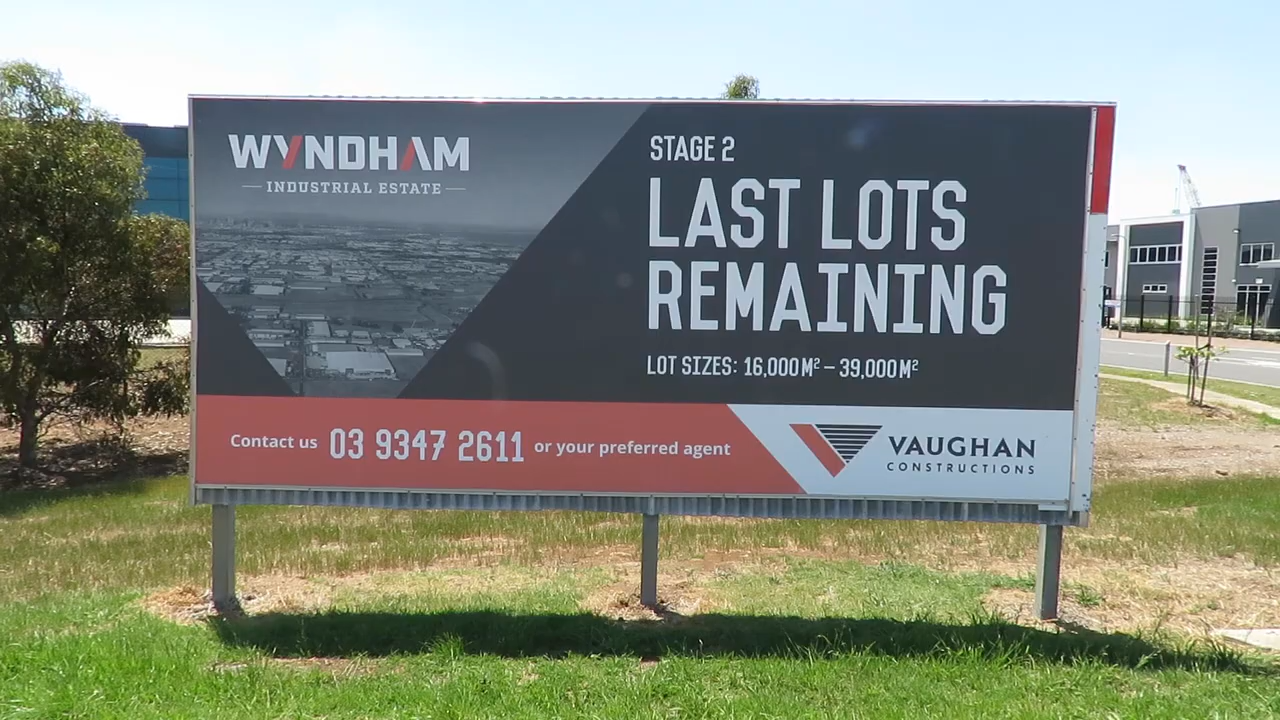 WYNDHAM
INDUSTRIAL ESTATE
STAGE 2
LAST LOTS
REMAINING
LOT SIZES: 16,000M² – 39,000M²
Contact us 03 9347 2611 or your preferred agent
VAUGHAN
CONSTRUCTIONS